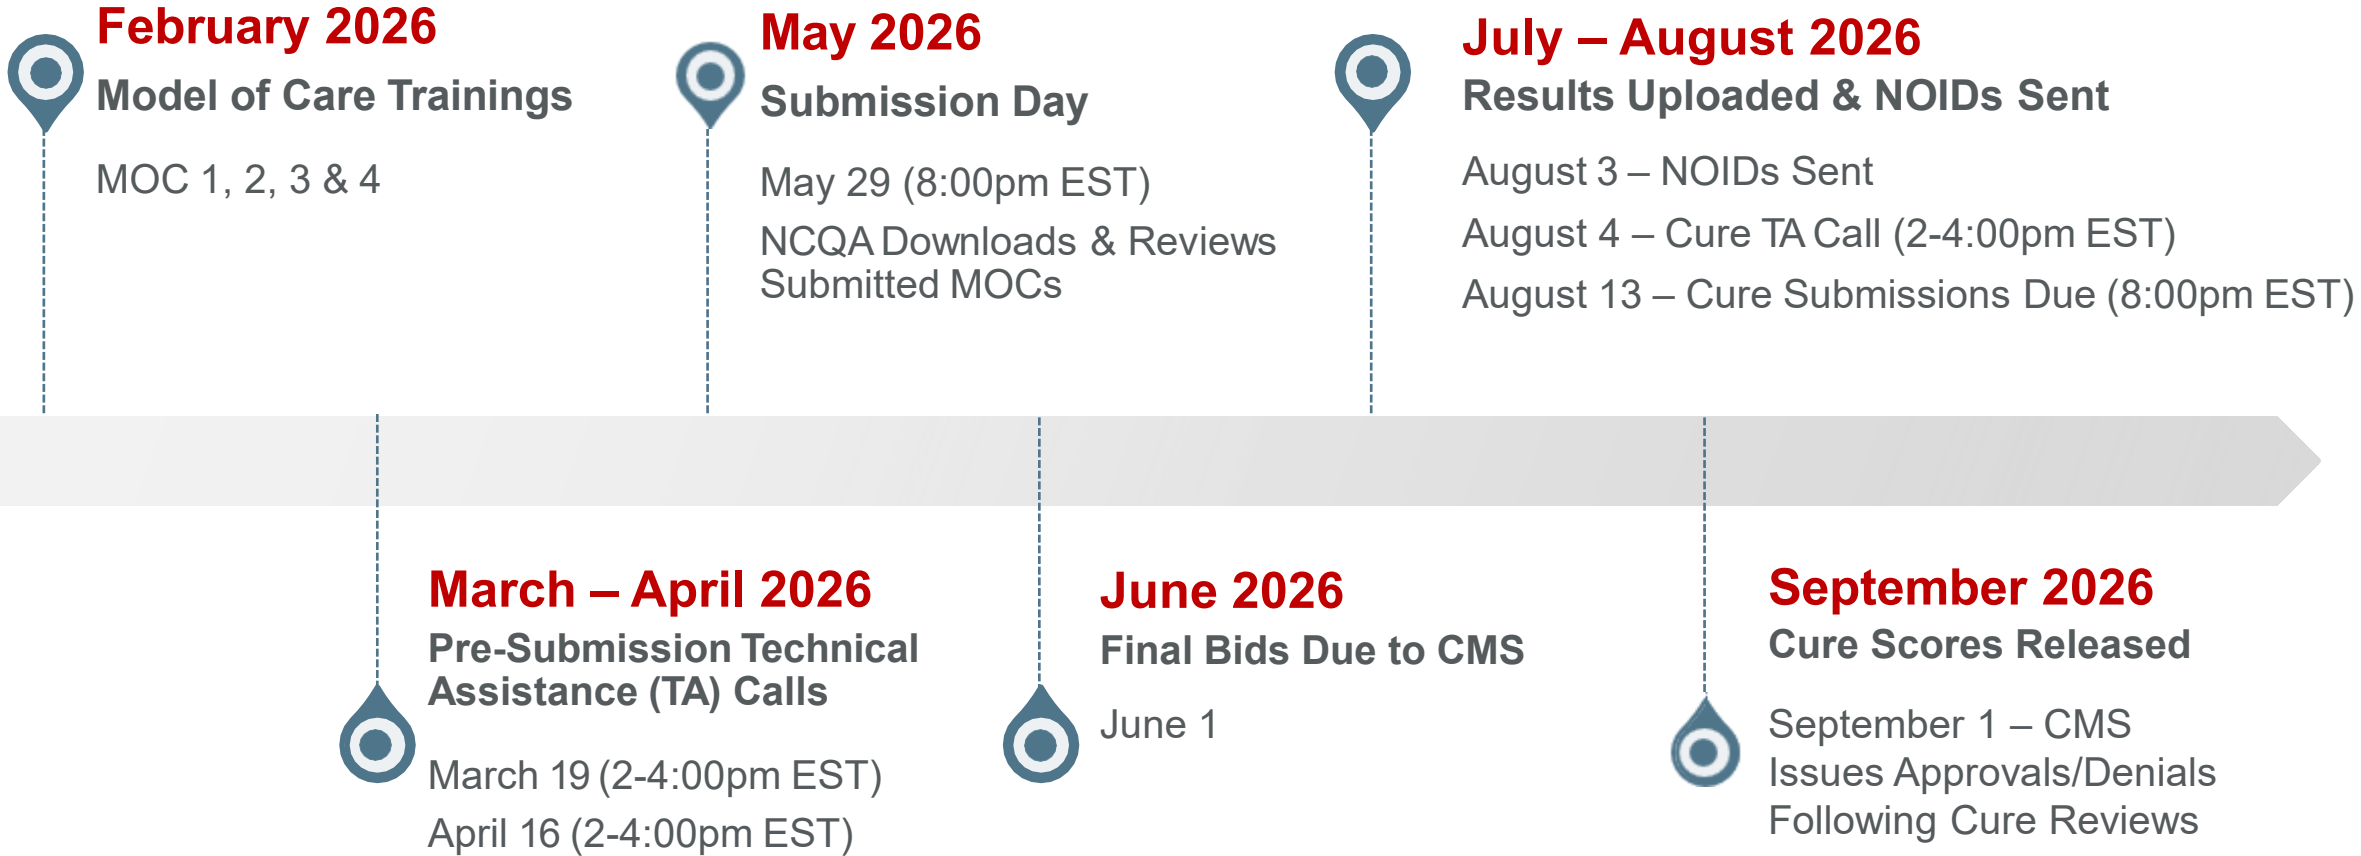 February 2026
Model of Care Trainings
MOC 1, 2, 3 & 4
May 2026
Submission Day
May 29 (8:00pm EST)
NCQA Downloads & Reviews
Submitted MOCs
July – August 2026
Results Uploaded & NOIDs Sent
August 3 – NOIDs Sent
August 4 – Cure TA Call (2-4:00pm EST)
August 13 – Cure Submissions Due (8:00pm EST)
March – April 2026
Pre-Submission Technical
Assistance (TA) Calls
March 19 (2-4:00pm EST)
April 16 (2-4:00pm EST)
June 2026
Final Bids Due to CMS
June 1
September 2026
Cure Scores Released
September 1 – CMS
Issues Approvals/Denials
Following Cure Reviews